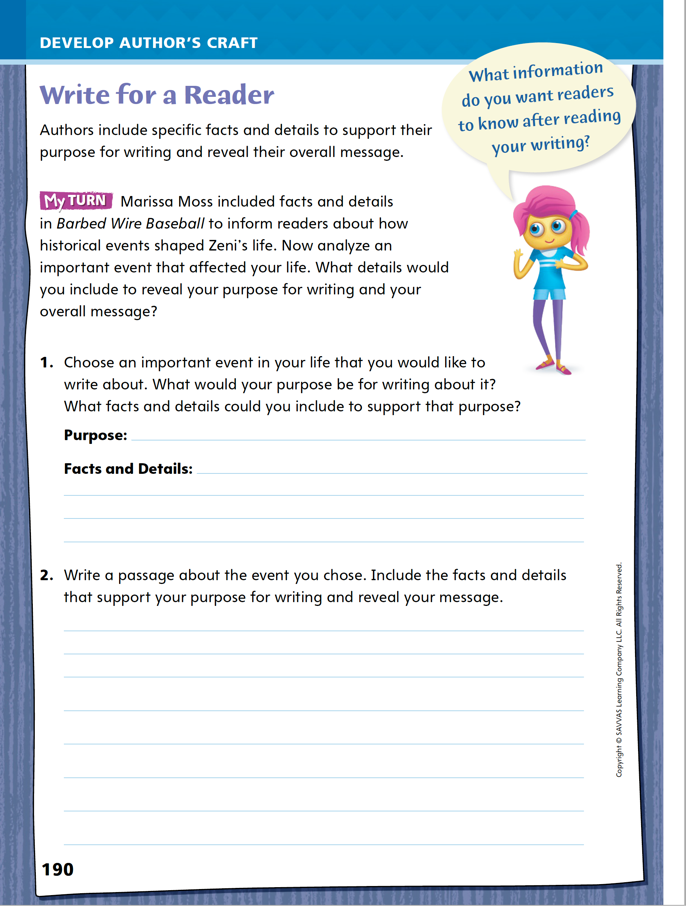 DEVELOP AUTHOR'S CRAFT
What information
do you want readers
to know after reading
your writing?
Write for a Reader
Authors include specific facts and details to support their
purpose for writing and reveal their overall message.
My TURN Marissa Moss included facts and details
in Barbed Wire Baseball to inform readers about how
historical events shaped Zeni's life. Now analyze an
important event that affected your life. What details would
you include to reveal your purpose for writing and your
overall message?
1. Choose an important event in your life that you would like to
write about. What would your purpose be for writing about it?
What facts and details could you include to support that purpose?
Purpose:
Facts and Details:
2. Write a passage about the event you chose. Include the facts and details
that support your purpose for writing and reveal your message.
Copyright © SAVVAS Learning Company LLC. All Rights Reserved.
190